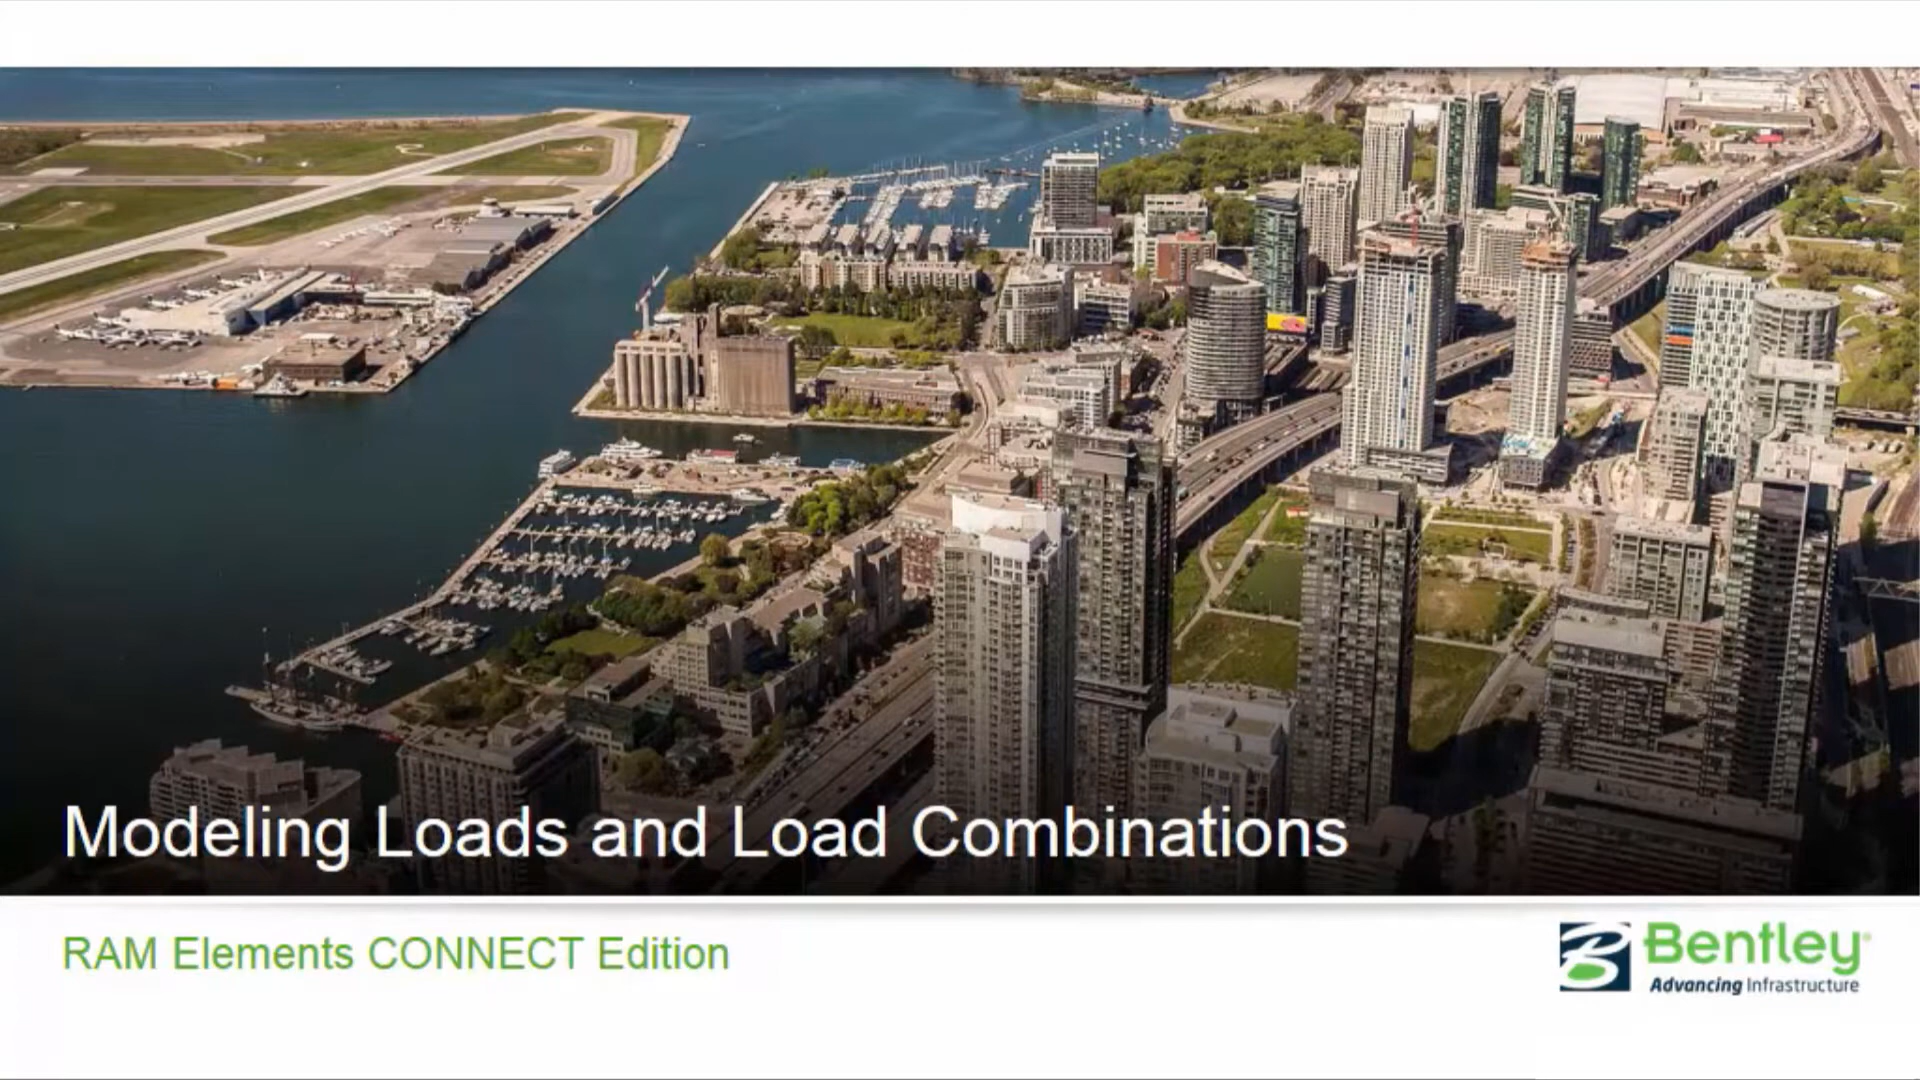 Modeling Loads and Load Combinations
RAM Elements CONNECT Edition
Bentley®
Advancing Infrastructure